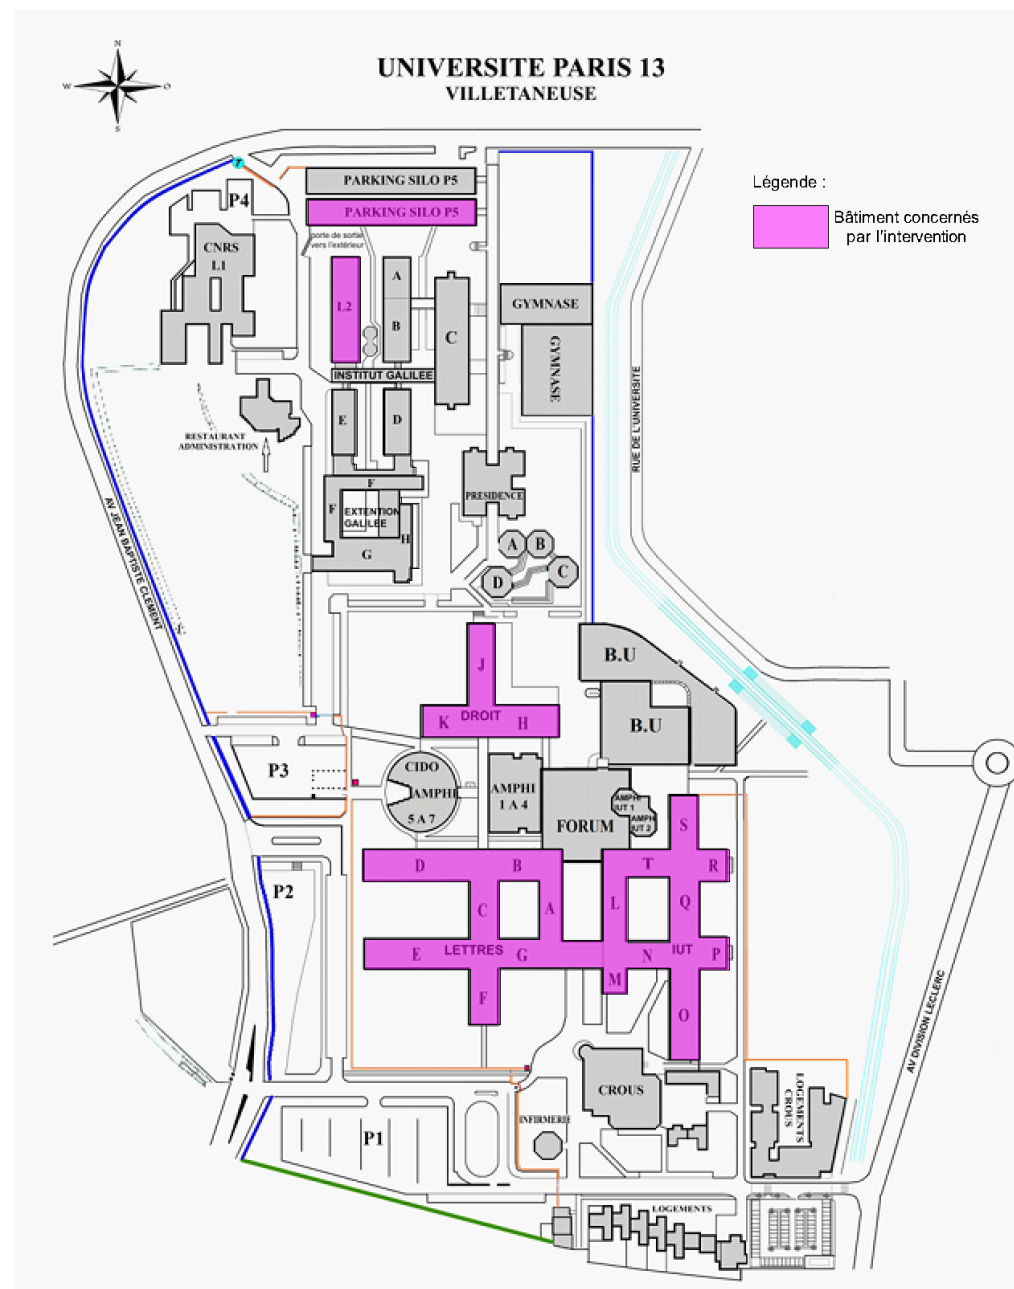 N
W
O
S
UNIVERSITE PARIS 13
VILLETANEUSE
T
Légende :
Bâtiment concernés
par l'intervention
P4
PARKING SILO P5
PARKING SILO P5
porte de sortie
vers l'extérieur
CNRS
L1
L2
A
B
C
GYMNASE
GYMNASE
INSTITUT GALILEE
E
D
RESTAURANT
ADMINISTRATION
RUE DE L'UNIVERSITE
F
F
EXTENTION
GALILEE
H
G
PRESIDENCE
A
B
C
D
AV JEAN BAPTISTE CLEMENT
J
K
DROIT
H
B.U
B.U
P3
CIDO
AMPHI
5 A 7
AMPHI
1 A 4
FORUM
AMPHI
IUT 1
AMPHI
IUT 2
S
D
B
T
R
P2
C
A
L
Q
E
LETTRES
G
N
IUT
P
M
F
O
AV DIVISION LECLERC
CROUS
LOGEMENTS
CROUS
P1
INFIRMERIE
LOGEMENTS